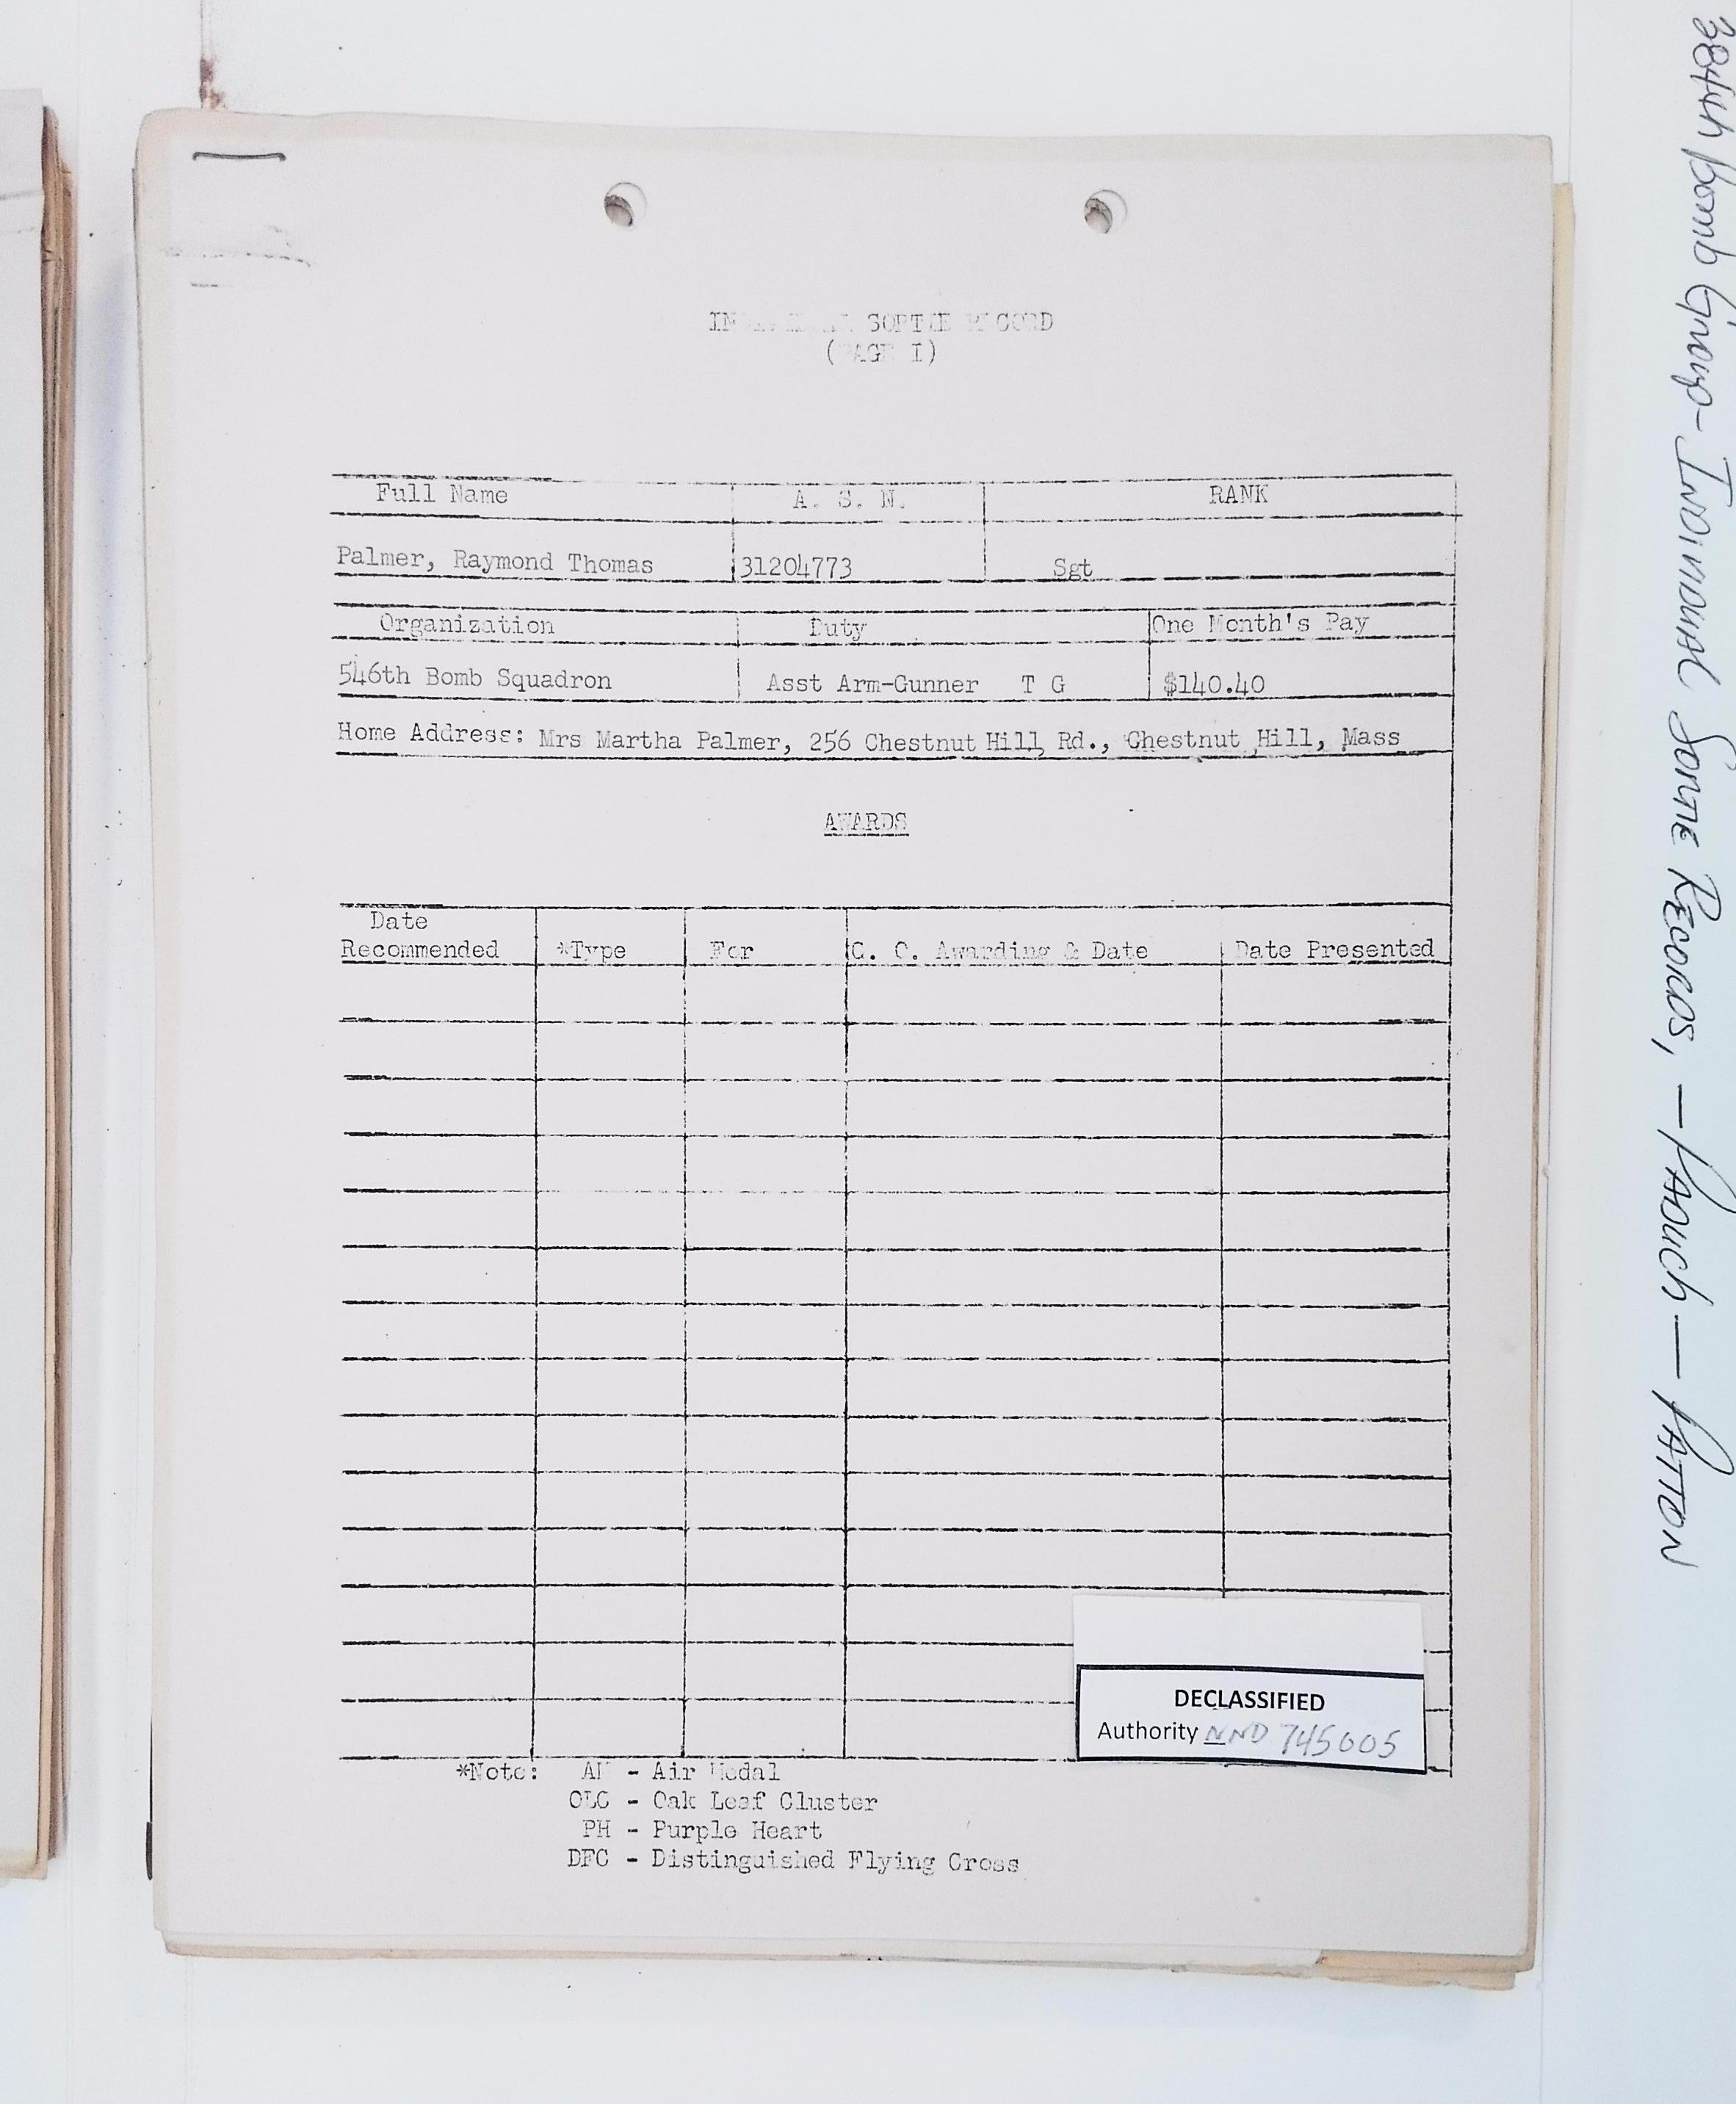 INDIVIDUAL SORTIE RECORD
(PAGE I)
Full Name A. S. N. RANK
Palmer, Raymond Thomas 31204773 Sgt
Organization Duty One Month's Pay
546th Bomb Squadron Asst Arm-Gunner T G $140.40
Home Address: Mrs Martha Palmer, 256 Chestnut Hill Rd., Chestnut Hill, Mass
AWARDS
Date
Recommended *Type For G. O. Awarding & Date Date Presented
DECLASSIFIED
Authority NND 745005
*Note: AM - Air Medal
OLC - Oak Leaf Cluster
PH - Purple Heart
DFC - Distinguished Flying Cross
384th Bomb Group - Individual Sortie Records, - Paouch - Patton